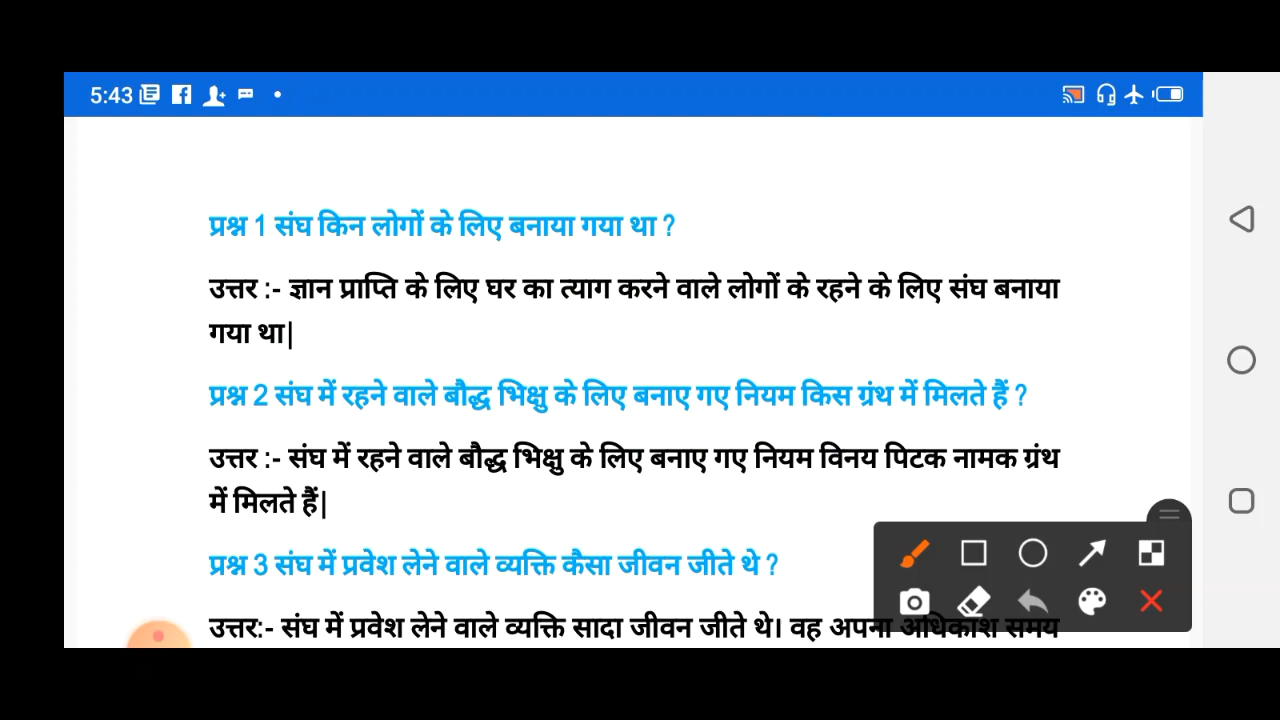 5:43
प्रश्न 1 संघ किन लोगों के लिए बनाया गया था ?
उत्तर :- ज्ञान प्राप्ति के लिए घर का त्याग करने वाले लोगों के रहने के लिए संघ बनाया
गया था|
प्रश्न 2 संघ में रहने वाले बौद्ध भिक्षु के लिए बनाए गए नियम किस ग्रंथ में मिलते हैं ?
उत्तर :- संघ में रहने वाले बौद्ध भिक्षु के लिए बनाए गए नियम विनय पिटक नामक ग्रंथ
में मिलते हैं|
प्रश्न 3 संघ में प्रवेश लेने वाले व्यक्ति कैसा जीवन जीते थे ?
उत्तर:- संघ में प्रवेश लेने वाले व्यक्ति सादा जीवन जीते थे। वह अपना अधिकांश समय